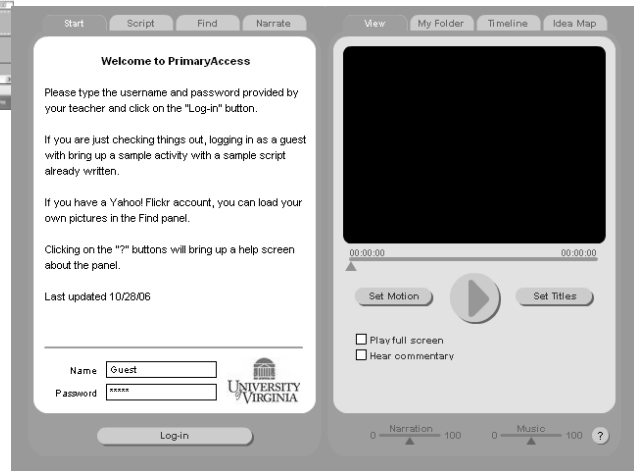 Start Script Find Narrate
Welcome to PrimaryAccess
Please type the username and password provided by
your teacher and click on the "Log-in" button.
If you are just checking things out, logging in as a guest
with bring up a sample activity with a sample script
already written.
If you have a Yahoo! Flickr account, you can load your
own pictures in the Find panel.
Clicking on the "?" buttons will bring up a help screen
about the panel.
Last updated 10/28/06
Name Guest
Password *****
UNIVERSITY
of VIRGINIA
Log-in
View My Folder Timeline Idea Map
00:00:00 00:00:00
Set Motion Set Titles
Play full screen
Hear commentary
0 Narration 100 0 Music 100 ?